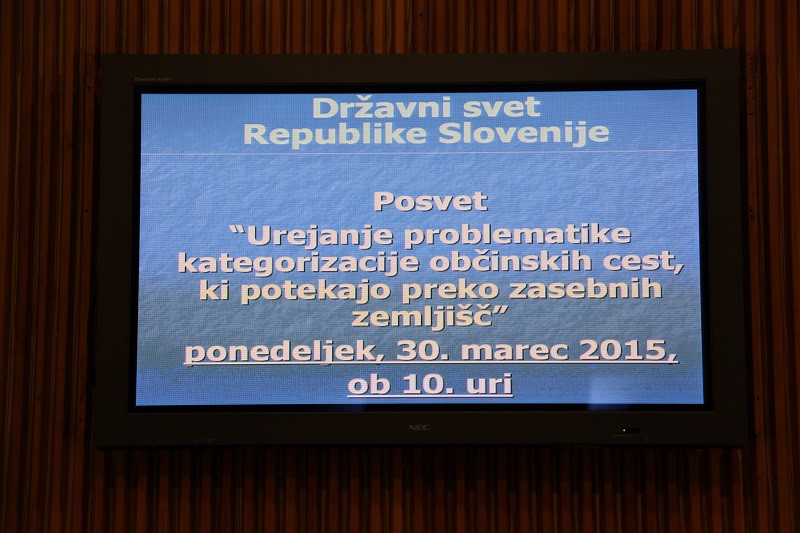 Državni svet
Republike Slovenije
Posvet
“Urejanje problematike
kategorizacije občinskih cest,
ki potekajo preko zasebnih
zemljišč”
ponedeljek, 30. marec 2015,
ob 10. uri
NEC